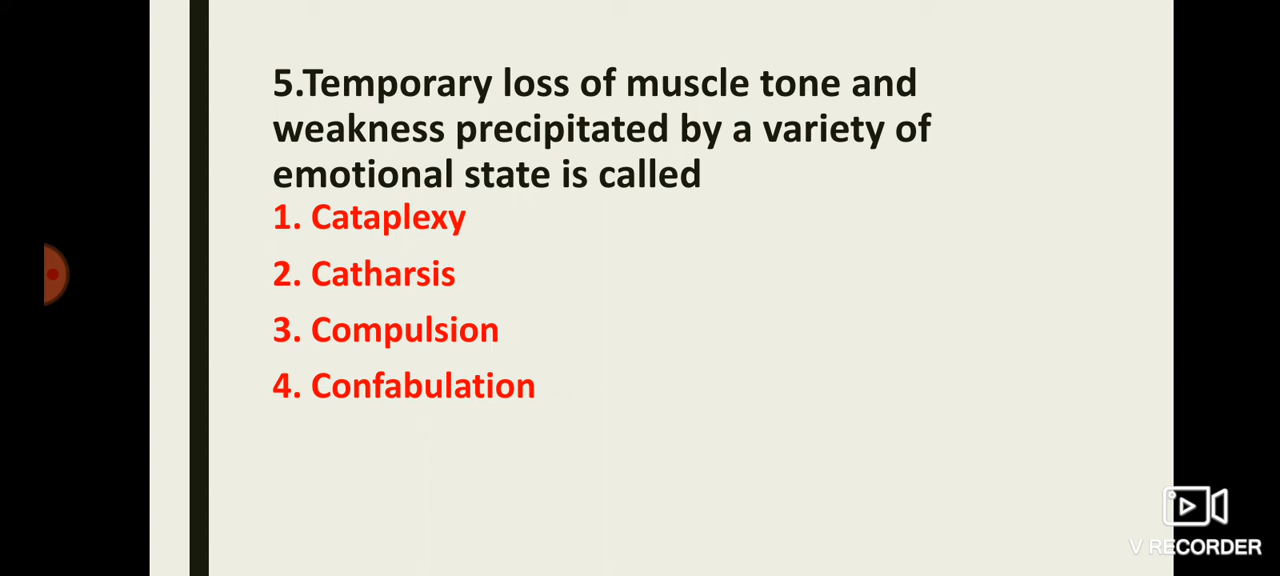 5.Temporary loss of muscle tone and
weakness precipitated by a variety of
emotional state is called
1. Cataplexy
2. Catharsis
3. Compulsion
4. Confabulation
V RECORDER